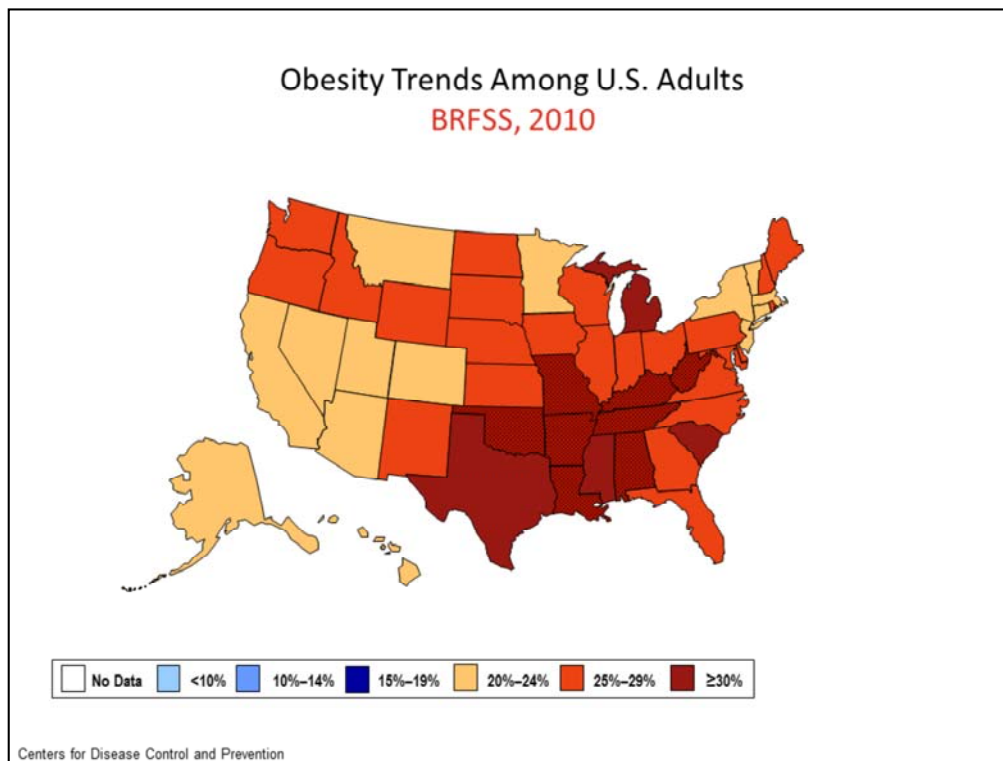 Obesity Trends Among U.S. Adults
BRFSS, 2010
No Data <10% 10%–14% 15%–19% 20%–24% 25%–29% ≥30%
Centers for Disease Control and Prevention